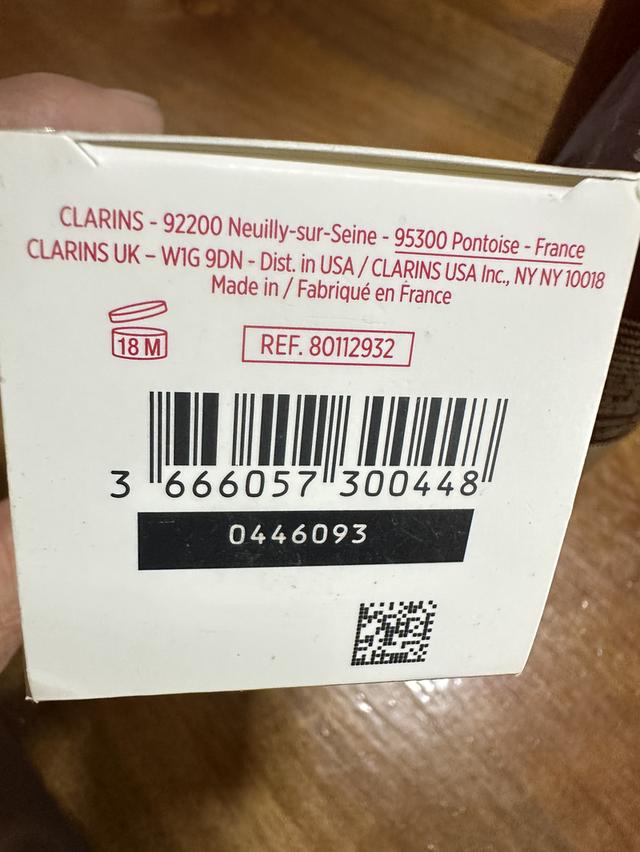 CLARINS - 92200 Neuilly-sur-Seine - 95300 Pontoise - France
CLARINS UK – W1G 9DN - Dist. in USA / CLARINS USA Inc., NY NY 10018
Made in / Fabriqué en France
18 M
REF. 80112932
3 666057 300448
0446093